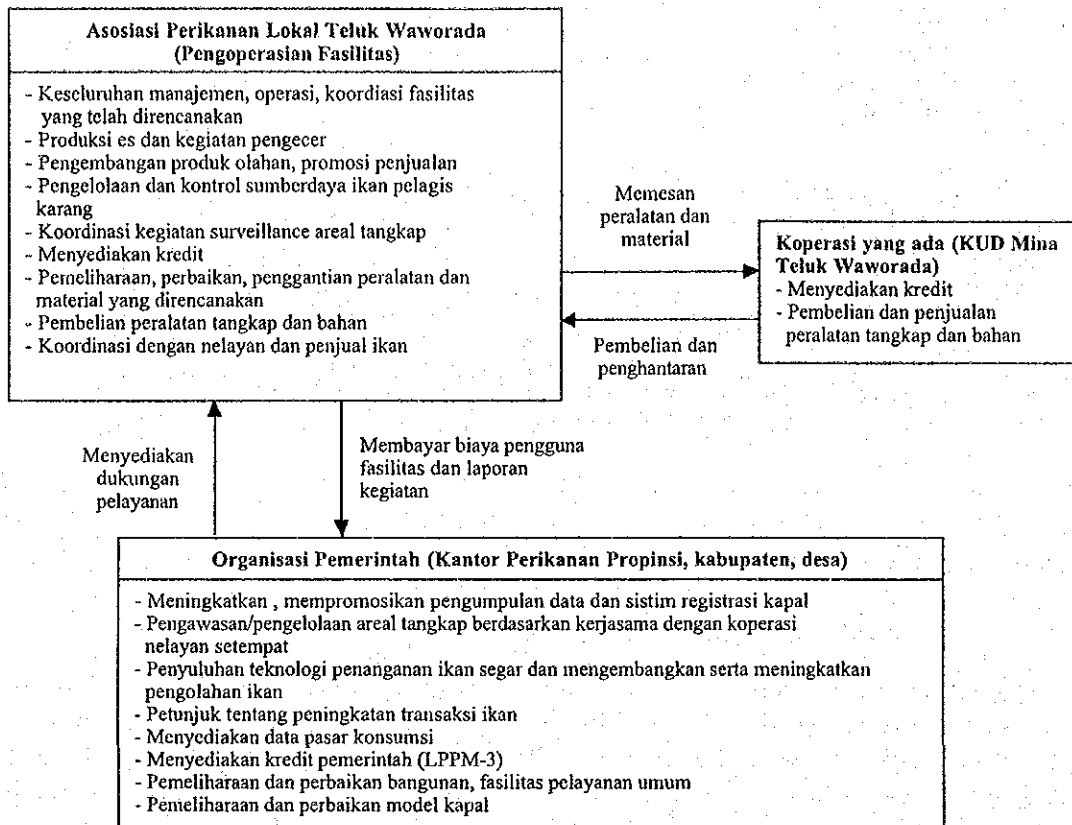 Asosiasi Perikanan Lokal Teluk Waworada
(Pengoperasian Fasilitas)
- Keseluruhan manajemen, operasi, koordiasi fasilitas
yang telah direncanakan
- Produksi es dan kegiatan pengecer
- Pengembangan produk olahan, promosi penjualan
- Pengelolaan dan kontrol sumberdaya ikan pelagis
karang
- Koordinasi kegiatan surveillance areal tangkap
- Menyediakan kredit
- Pemeliharaan, perbaikan, penggantian peralatan dan
material yang direncanakan
- Pembelian peralatan tangkap dan bahan
- Koordinasi dengan nelayan dan penjual ikan
Memesan
peralatan dan
material
Pembelian dan
penghantaran
Koperasi yang ada (KUD Mina
Teluk Waworada)
- Menyediakan kredit
- Pembelian dan penjualan
peralatan tangkap dan bahan
Menyediakan
dukungan
pelayanan
Membayar biaya pengguna
fasilitas dan laporan
kegiatan
Organisasi Pemerintah (Kantor Perikanan Propinsi, kabupaten, desa)
- Meningkatkan , mempromosikan pengumpulan data dan sistim registrasi kapal
- Pengawasan/pengelolaan areal tangkap berdasarkan kerjasama dengan koperasi
nelayan setempat
- Penyuluhan teknologi penanganan ikan segar dan mengembangkan serta meningkatkan
pengolahan ikan
- Petunjuk tentang peningkatan transaksi ikan
- Menyediakan data pasar konsumsi
- Menyediakan kredit pemerintah (LPPM-3)
- Pemeliharaan dan perbaikan bangunan, fasilitas pelayanan umum
- Pemeliharaan dan perbaikan model kapal